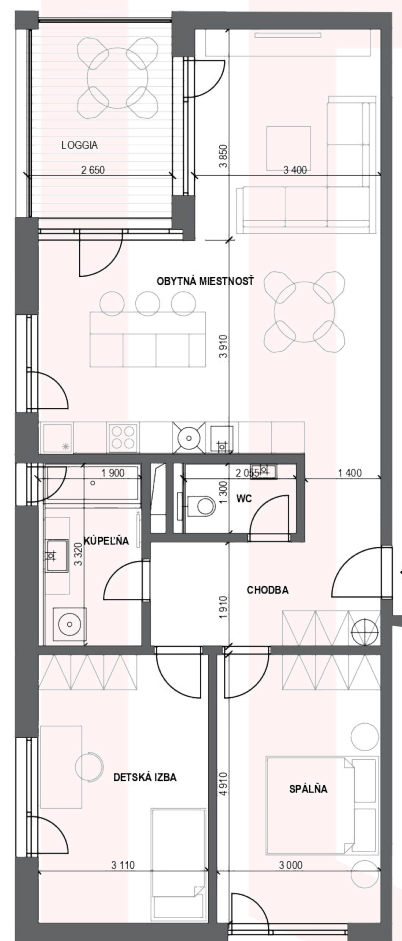 LOGGIA
2 650
3 850
3 400
OBYTNÁ MIESTNOSŤ
3 910
1 900
2 055
1 400
1 300
WC
KÚPEĽŇA
3 320
CHODBA
1 910
DETSKÁ IZBA
4 910
SPÁLŇA
3 110
3 000